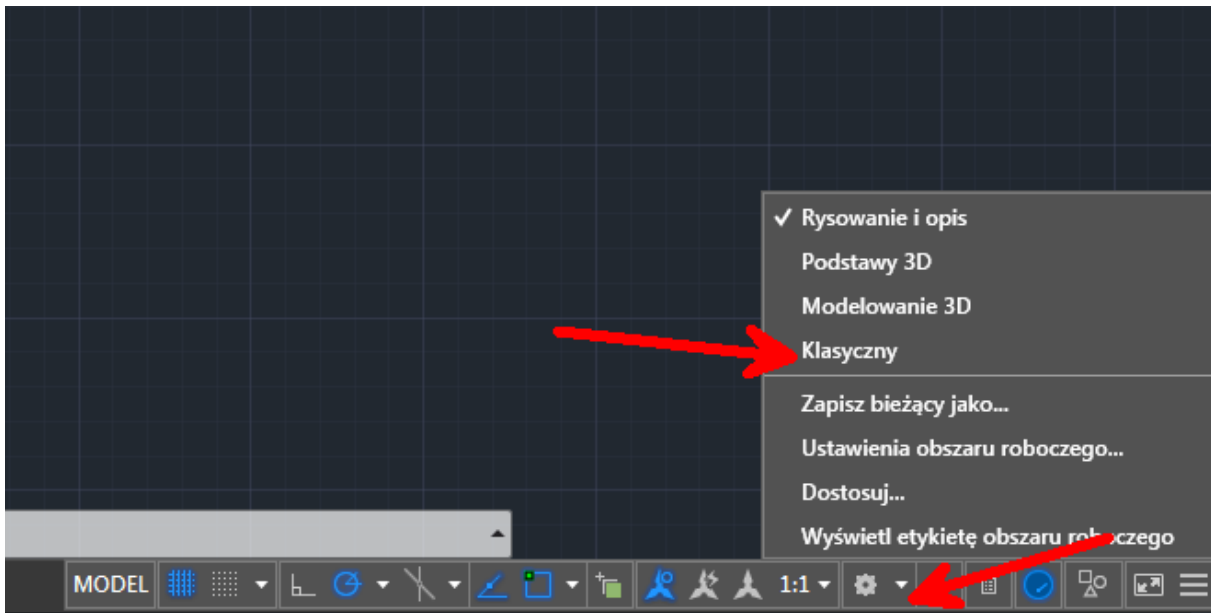 Rysowanie i opis
Podstawy 3D
Modelowanie 3D
Klasyczny
Zapisz bieżący jako...
Ustawienia obszaru roboczego...
Dostosuj...
Wyświetl etykietę obszaru roboczego
MODEL 1:1